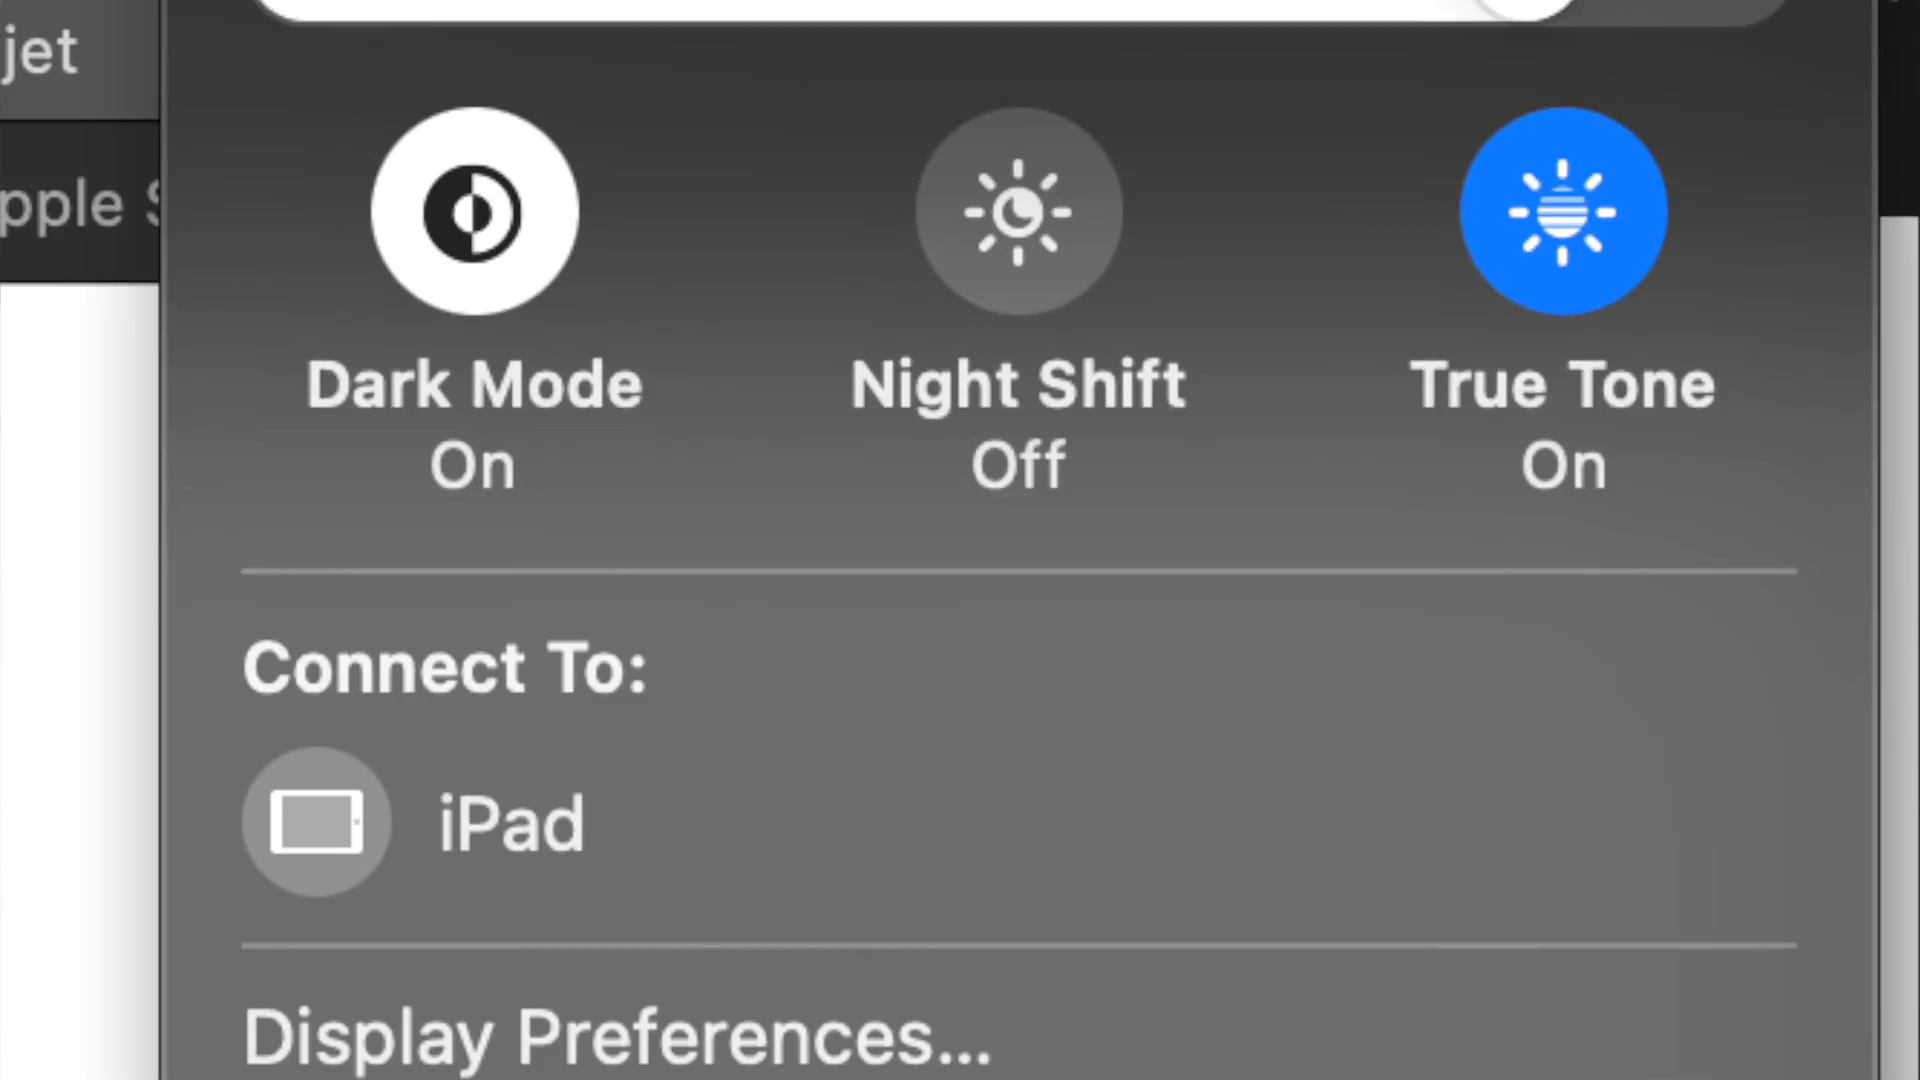 jet
pple
Dark Mode
On
Night Shift
Off
True Tone
On
Connect To:
iPad
Display Preferences...